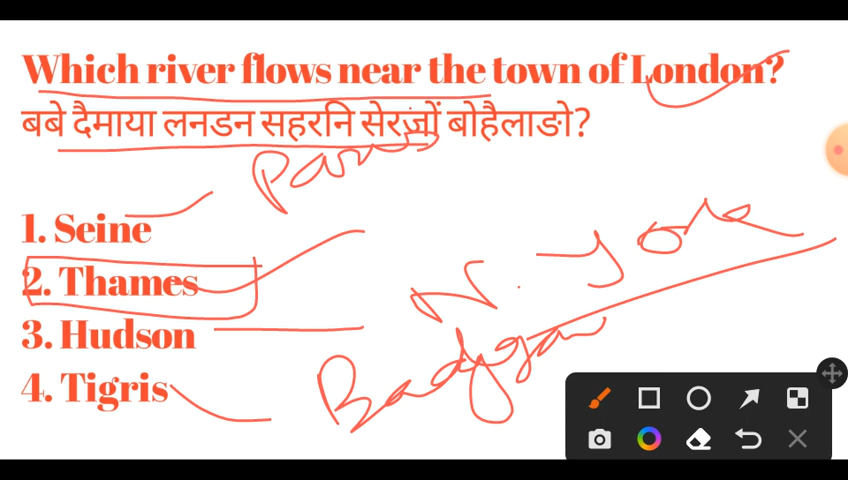 Which river flows near the town of London?
बबे दैमाया लनडन सहरनि सेरजों बोहैलाङो?
Paris
1. Seine
2. Thames
N. York
3. Hudson
4. Tigris